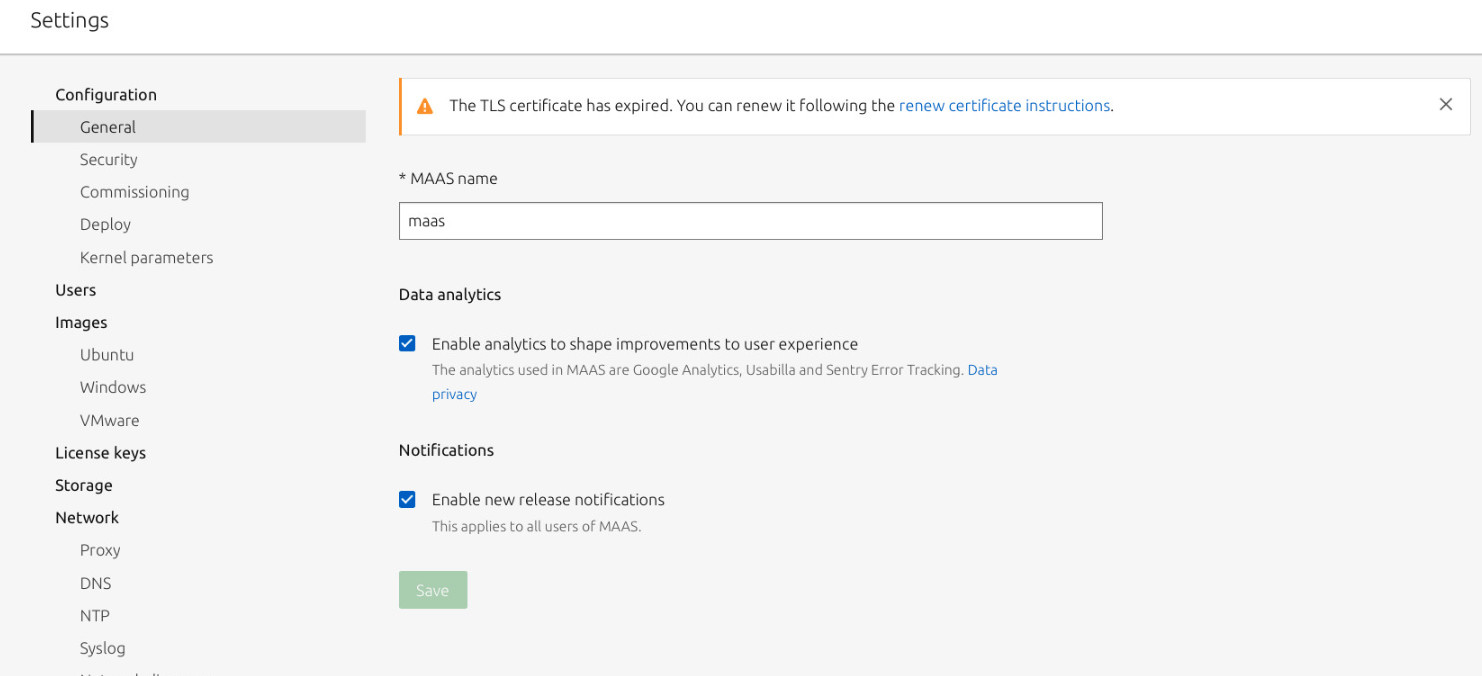 Settings
Configuration
General
Security
Commissioning
Deploy
Kernel parameters
Users
Images
Ubuntu
Windows
VMware
License keys
Storage
Network
Proxy
DNS
NTP
Syslog
The TLS certificate has expired. You can renew it following the renew certificate instructions.
* MAAS name
maas
Data analytics
Enable analytics to shape improvements to user experience
The analytics used in MAAS are Google Analytics, Usabilla and Sentry Error Tracking. Data
privacy
Notifications
Enable new release notifications
This applies to all users of MAAS.
Save